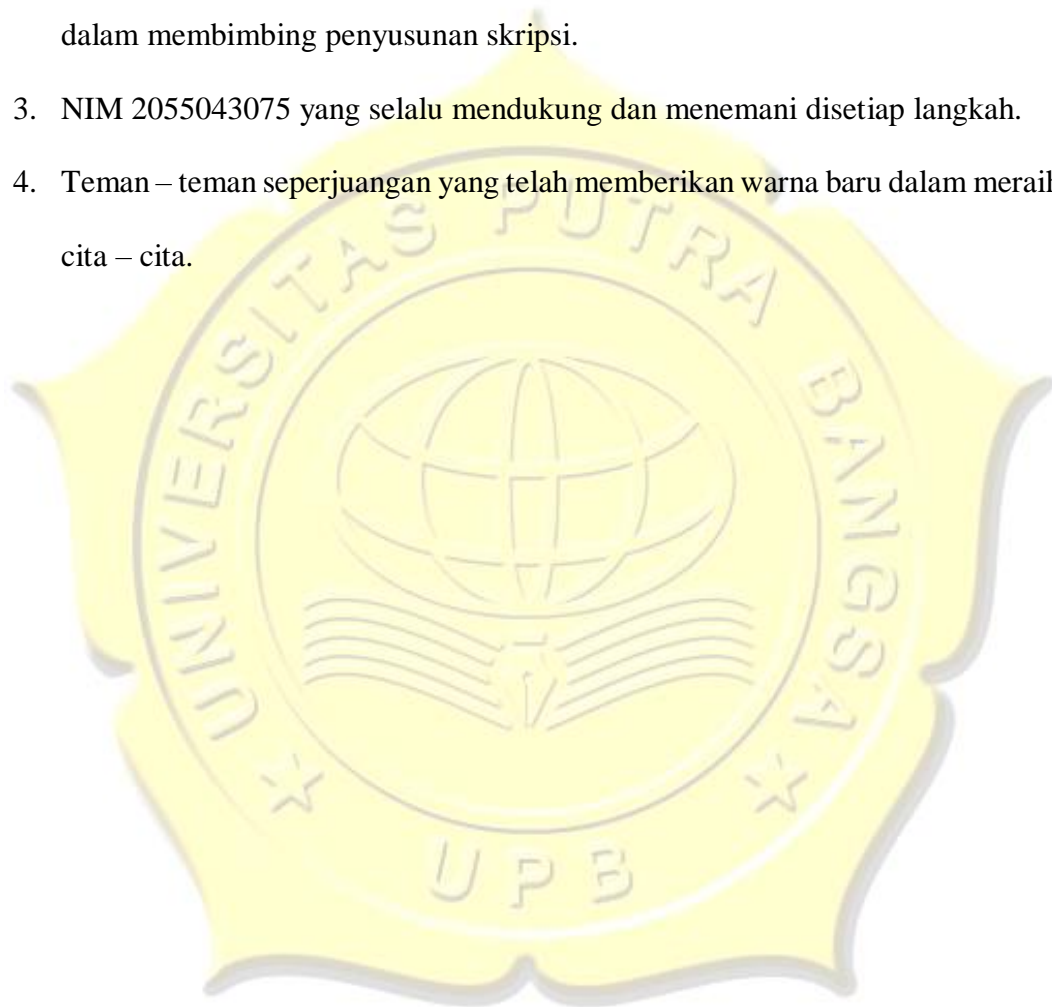 dalam membimbing penyusunan skripsi.
3. NIM 2055043075 yang selalu mendukung dan menemani disetiap langkah.
4. Teman – teman seperjuangan yang telah memberikan warna baru dalam meraih
cita – cita.
UNIVERSITAS PUTRA BANGSA
UPB